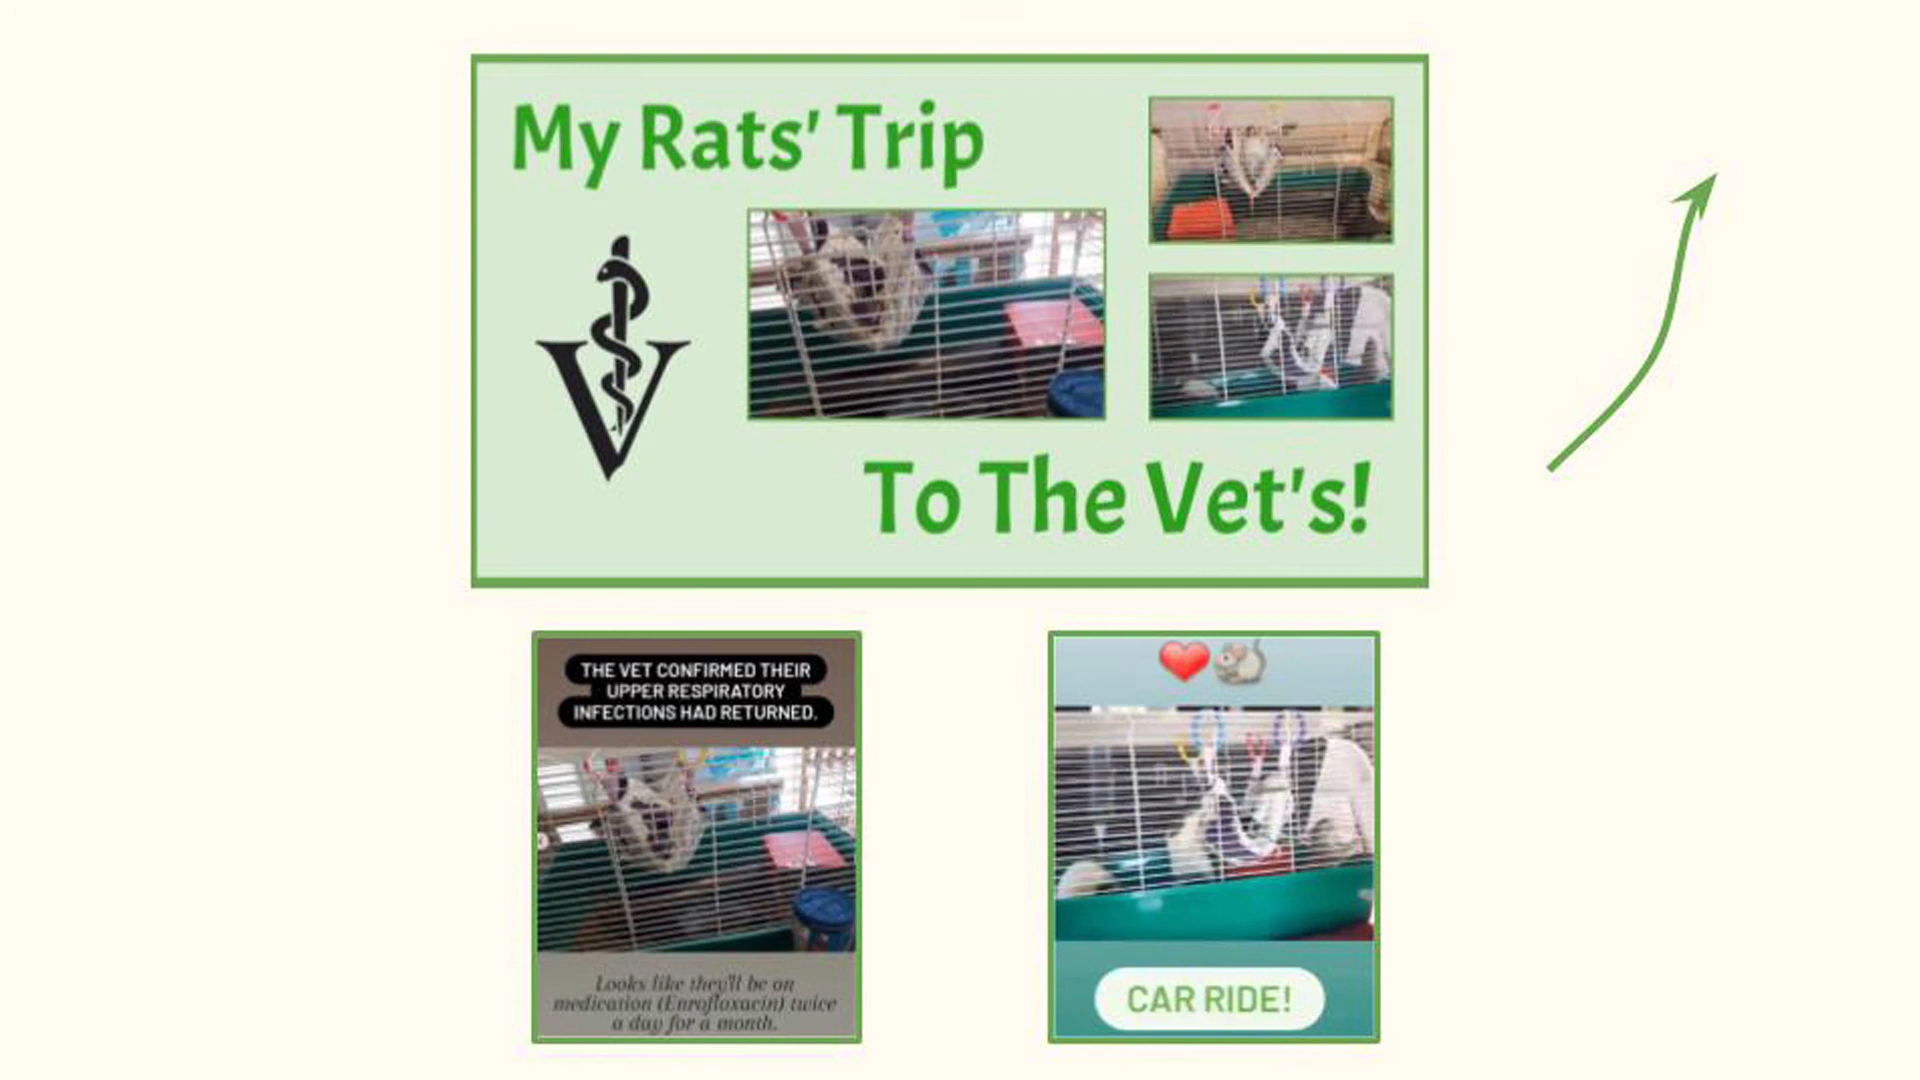 My Rats' Trip
V
To The Vet's!
THE VET CONFIRMED THEIR
UPPER RESPIRATORY
INFECTIONS HAD RETURNED.
Looks like they'll be on
medication (Enrofloxacin) twice
a day for a month.
CAR RIDE!